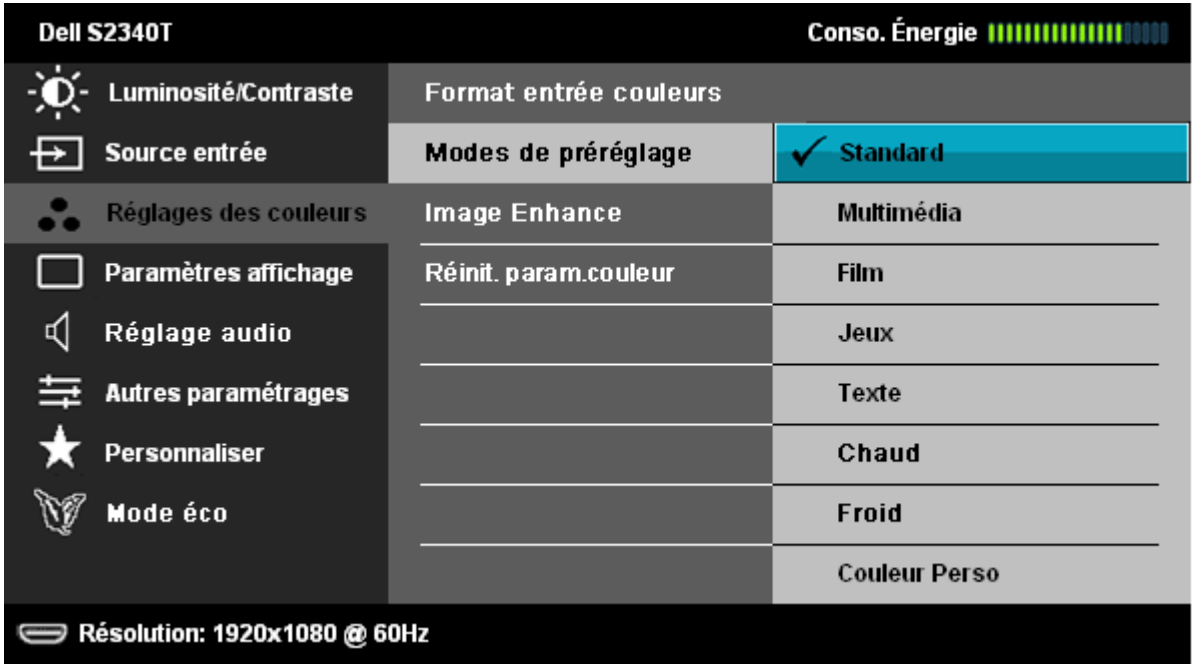 Dell S2340T
Conso. Énergie
Luminosité/Contraste
Source entrée
Réglages des couleurs
Paramètres affichage
Réglage audio
Autres paramétrages
Personnaliser
Mode éco
Format entrée couleurs
Modes de préréglage
Image Enhance
Réinit. param.couleur
Standard
Multimédia
Film
Jeux
Texte
Chaud
Froid
Couleur Perso
Résolution: 1920x1080 @ 60Hz